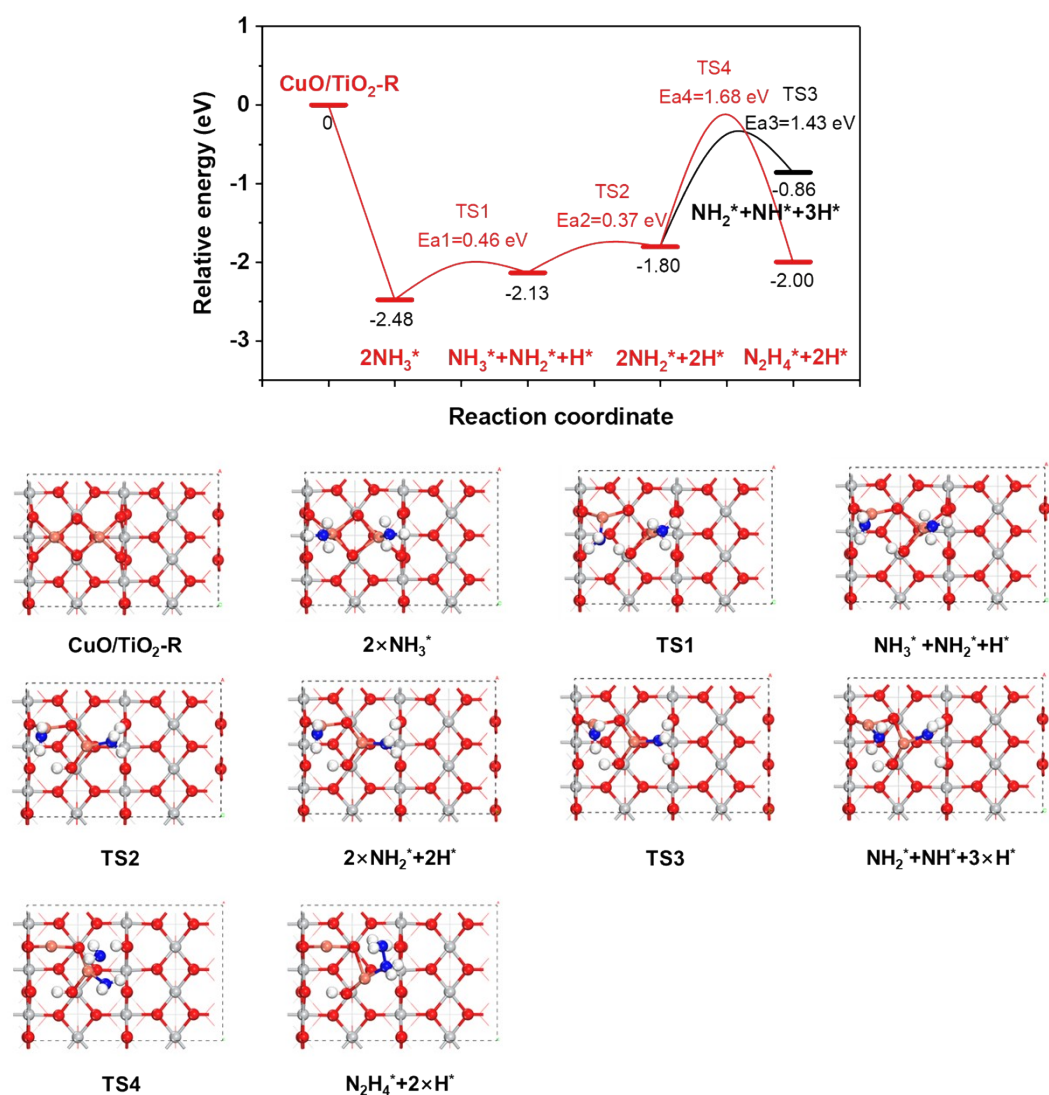 1
0
-1
-2
-3
Relative energy (eV)
CuO/TiO₂-R
0
-2.48
TS1
Ea1=0.46 eV
-2.13
TS2
Ea2=0.37 eV
-1.80
TS4
Ea4=1.68 eV
TS3
Ea3=1.43 eV
-0.86
NH₂*+NH*+3H*
-2.00
2NH₃* NH₃*+NH₂*+H* 2NH₂*+2H* N₂H₄*+2H*
Reaction coordinate
CuO/TiO₂-R 2×NH₃* TS1 NH₃* +NH₂*+H*
TS2 2×NH₂*+2H* TS3 NH₂*+NH*+3×H*
TS4 N₂H₄*+2×H*